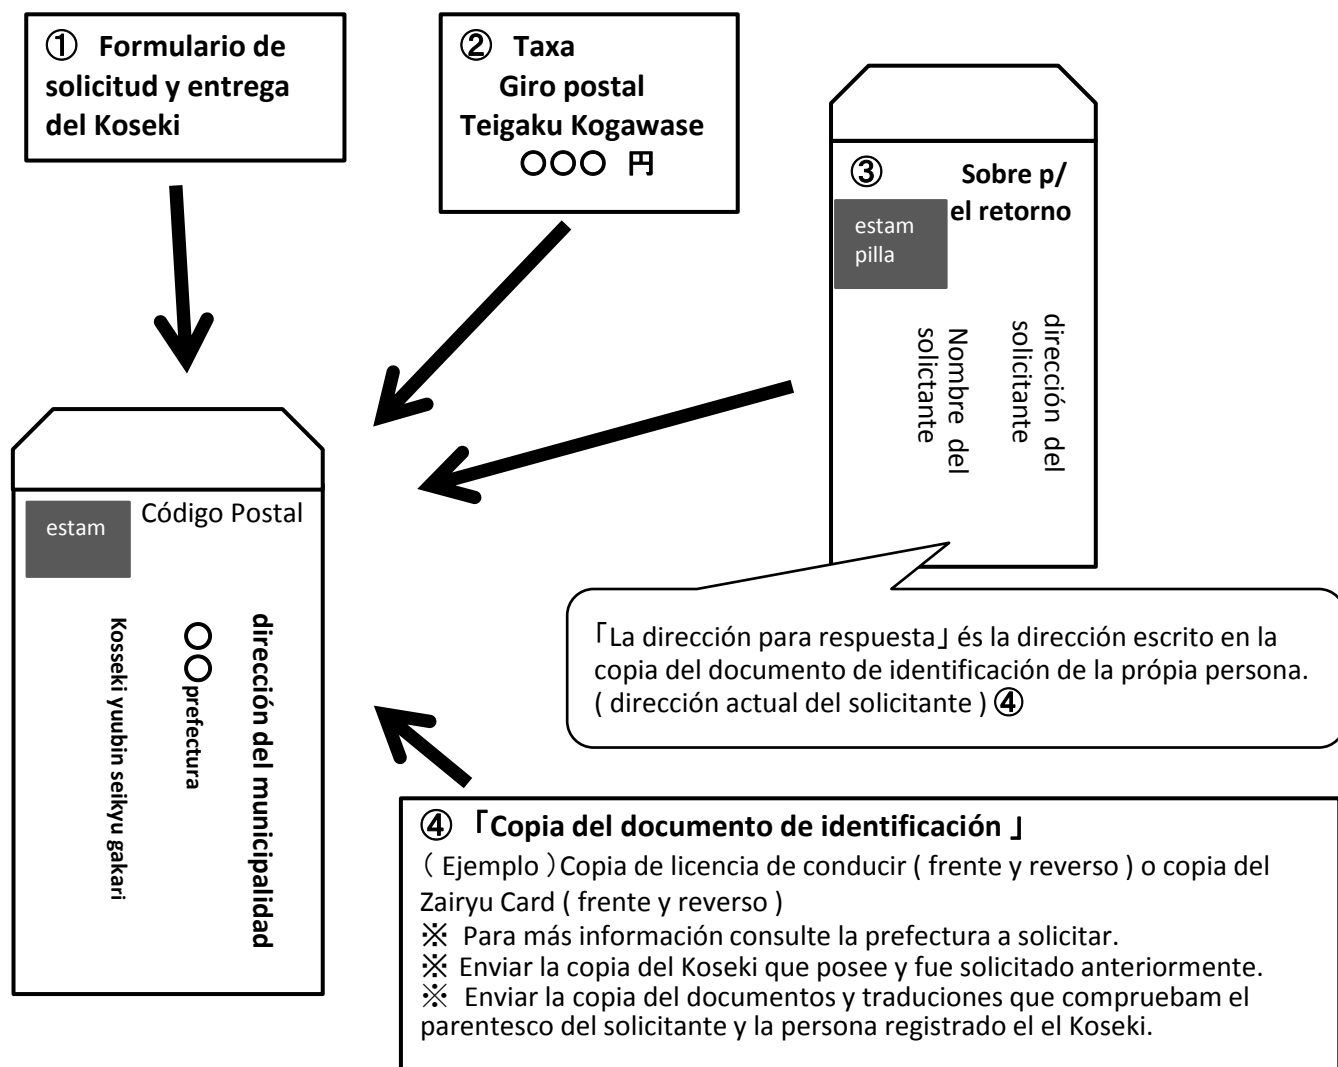 ① Formulario de
solicitud y entrega
del Koseki
② Taxa
Giro postal
Teigaku Kogawase
○○○ 円
③ Sobre p/
el retorno
estam
pilla
dirección del
solicitante
Nombre del
solictante
estam
Código Postal
dirección del municipalidad
○○prefectura
Kosseki yuubin seikyu gakari
「La dirección para respuesta」 és la dirección escrito en la
copia del documento de identificación de la própia persona.
( dirección actual del solicitante ) ④
④ 「Copia del documento de identificación 」
（ Ejemplo ）Copia de licencia de conducir ( frente y reverso ) o copia del
Zairyu Card ( frente y reverso )
※ Para más información consulte la prefectura a solicitar.
※ Enviar la copia del Koseki que posee y fue solicitado anteriormente.
※ Enviar la copia del documentos y traduciones que compruebam el
parentesco del solicitante y la persona registrado el el Koseki.